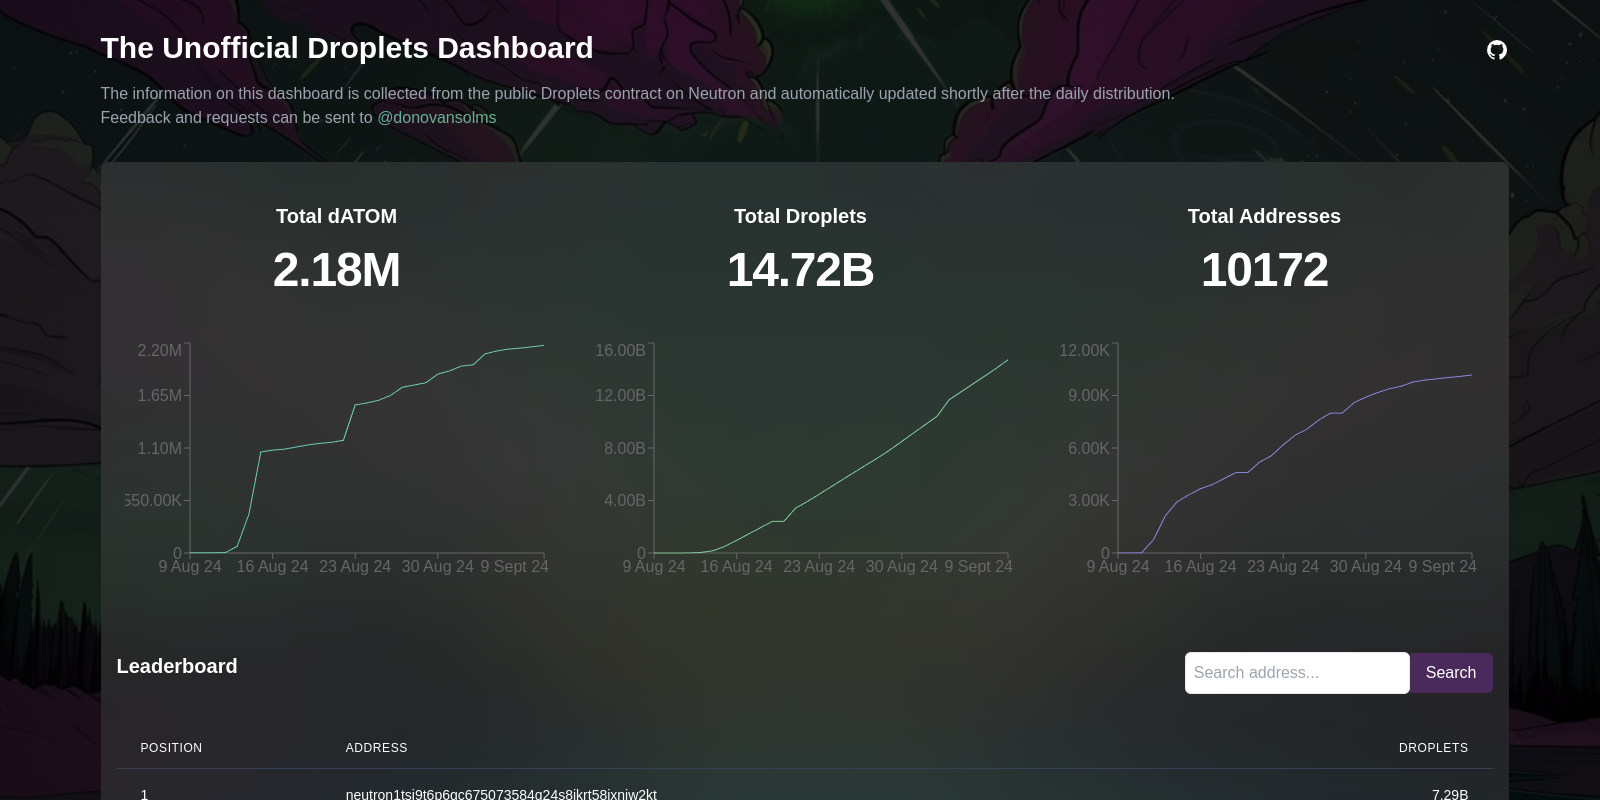 The Unofficial Droplets Dashboard
The information on this dashboard is collected from the public Droplets contract on Neutron and automatically updated shortly after the daily distribution.
Feedback and requests can be sent to @donovansolms
Total dATOM
2.18M
2.20M
1.65M
1.10M
550.00K
0
9 Aug 24 16 Aug 24 23 Aug 24 30 Aug 24 9 Sept 24
Total Droplets
14.72B
16.00B
12.00B
8.00B
4.00B
0
9 Aug 24 16 Aug 24 23 Aug 24 30 Aug 24 9 Sept 24
Total Addresses
10172
12.00K
9.00K
6.00K
3.00K
0
9 Aug 24 16 Aug 24 23 Aug 24 30 Aug 24 9 Sept 24
Leaderboard
Search address... Search
POSITION ADDRESS DROPLETS
1 7.29B